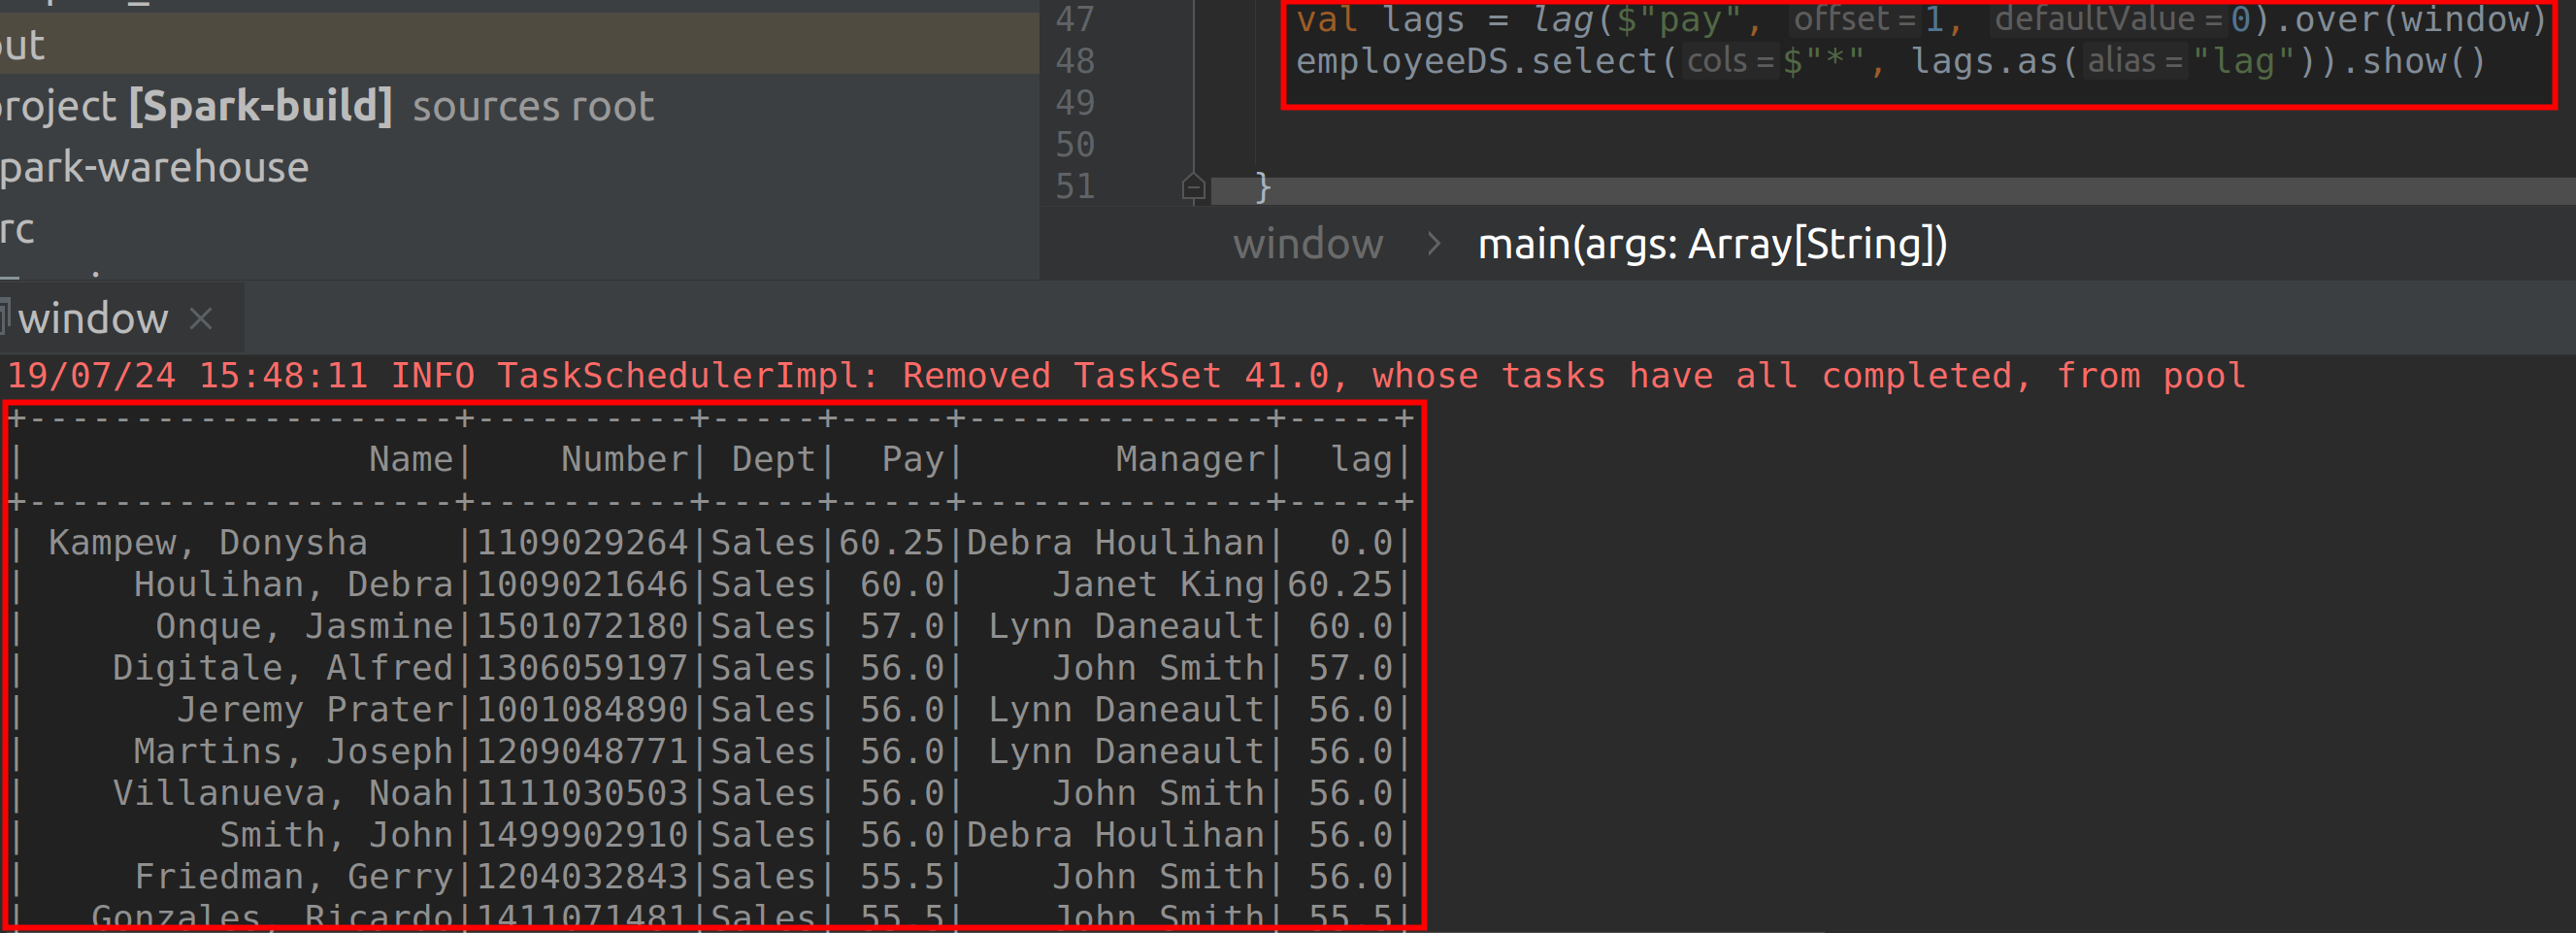 out
47 val lags = lag($"pay", offset = 1, defaultValue = 0).over(window)
48 employeeDS.select( cols = $"*", lags.as( alias = "lag")).show()
project [Spark-build] sources root
49
50
spark-warehouse
51 }
src
window > main(args: Array[String])
window ×
19/07/24 15:48:11 INFO TaskSchedulerImpl: Removed TaskSet 41.0, whose tasks have all completed, from pool
+--------------------+----------+-----+-----+--------------+-----+
|                Name|    Number| Dept|  Pay|       Manager|  lag|
+--------------------+----------+-----+-----+--------------+-----+
| Kampew, Donysha    |1109029264|Sales|60.25|Debra Houlihan|  0.0|
|     Houlihan, Debra|1009021646|Sales| 60.0|    Janet King|60.25|
|      Onque, Jasmine|1501072180|Sales| 57.0| Lynn Daneault| 60.0|
|    Digitale, Alfred|1306059197|Sales| 56.0|    John Smith| 57.0|
|       Jeremy Prater|1001084890|Sales| 56.0| Lynn Daneault| 56.0|
|     Martins, Joseph|1209048771|Sales| 56.0| Lynn Daneault| 56.0|
|    Villanueva, Noah|1111030503|Sales| 56.0|    John Smith| 56.0|
|         Smith, John|1499902910|Sales| 56.0|Debra Houlihan| 56.0|
|     Friedman, Gerry|1204032843|Sales| 55.5|    John Smith| 56.0|
|   Gonzales, Ricardo|1411071481|Sales| 55.5|    John Smith| 55.5|